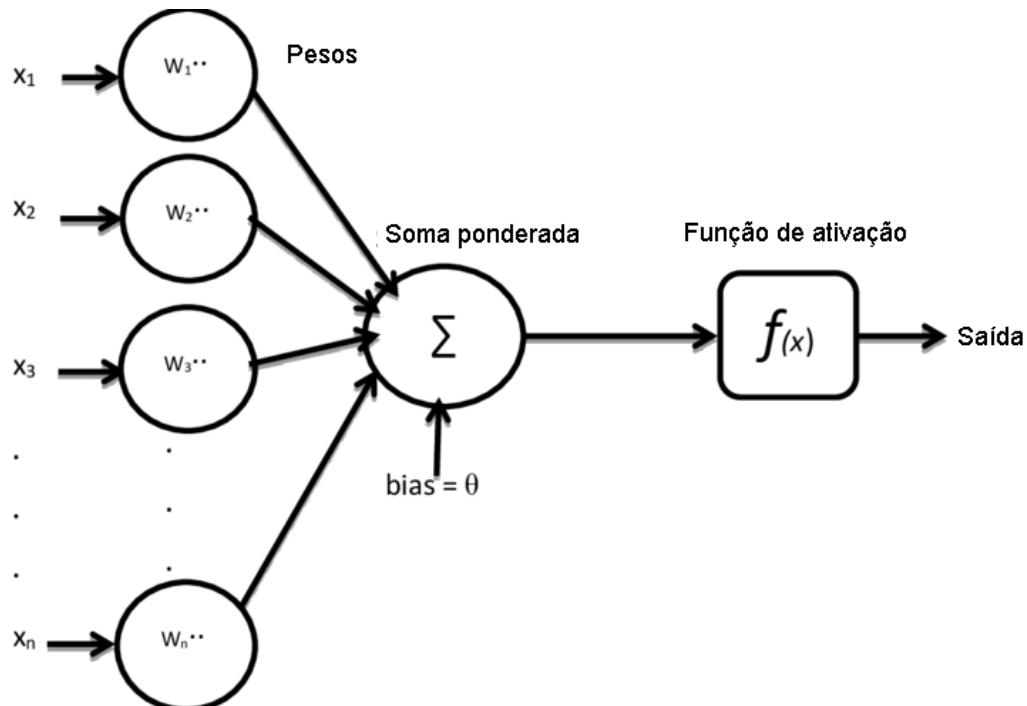 Pesos
x₁
W₁··
x₂
W₂··
Soma ponderada
Função de ativação
x₃
W₃··
∑
f(x)
Saída
bias = θ
xₙ
Wₙ··